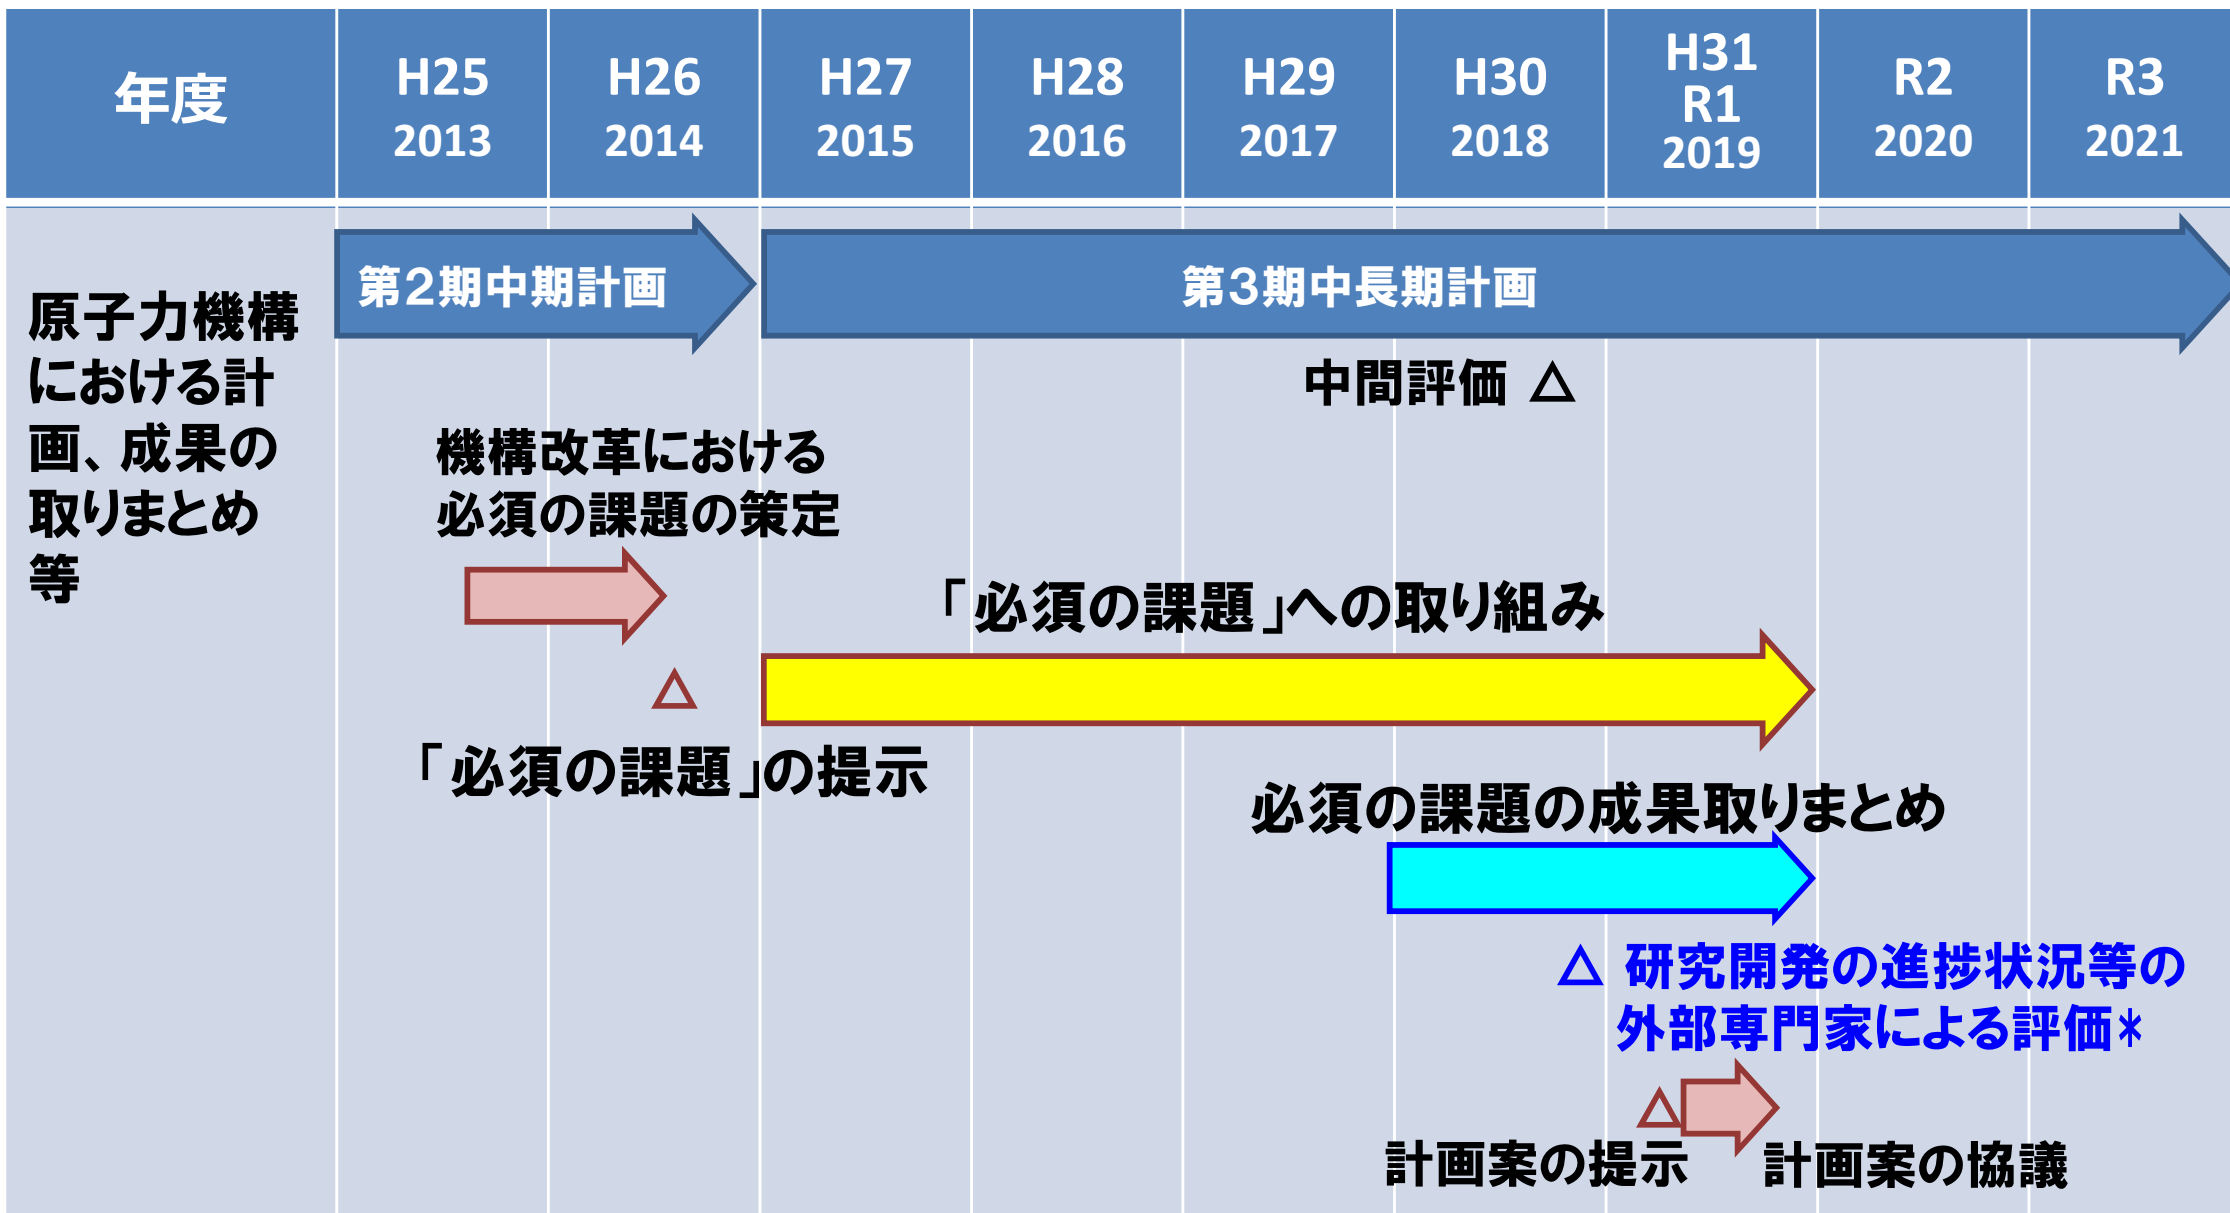 年度
H25
2013
H26
2014
H27
2015
H28
2016
H29
2017
H30
2018
H31
R1
2019
R2
2020
R3
2021
原子力機構
における計
画、成果の
取りまとめ
等
第２期中期計画
第３期中長期計画
中間評価 △
機構改革における
必須の課題の策定
「必須の課題」への取り組み
△
「必須の課題」の提示
必須の課題の成果取りまとめ
△ 研究開発の進捗状況等の
外部専門家による評価＊
△
計画案の提示
計画案の協議